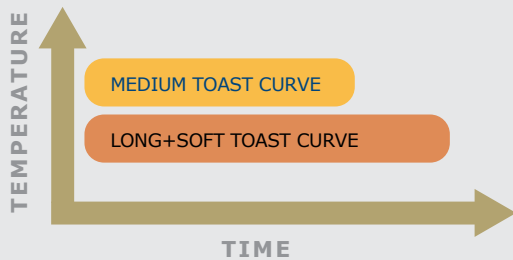 TEMPERATURE
MEDIUM TOAST CURVE
LONG+SOFT TOAST CURVE
TIME